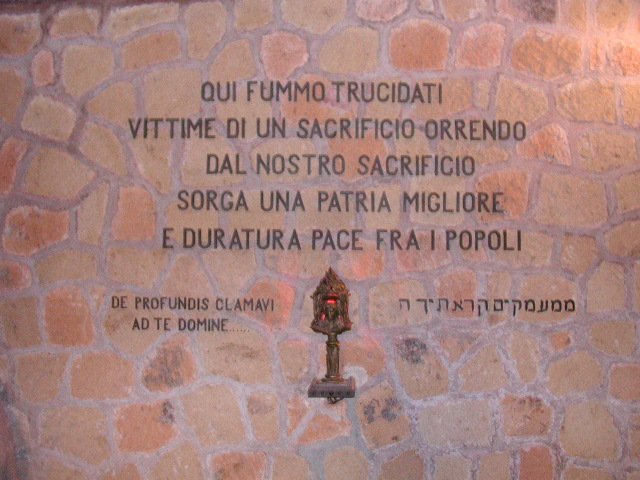 QUI FUMMO TRUCIDATI
VITTIME DI UN SACRIFICIO ORRENDO
DAL NOSTRO SACRIFICIO
SORGA UNA PATRIA MIGLIORE
E DURATURA PACE FRA I POPOLI
DE PROFUNDIS CLAMAVI
AD TE DOMINE......
ממעמקים הקראתיך ה